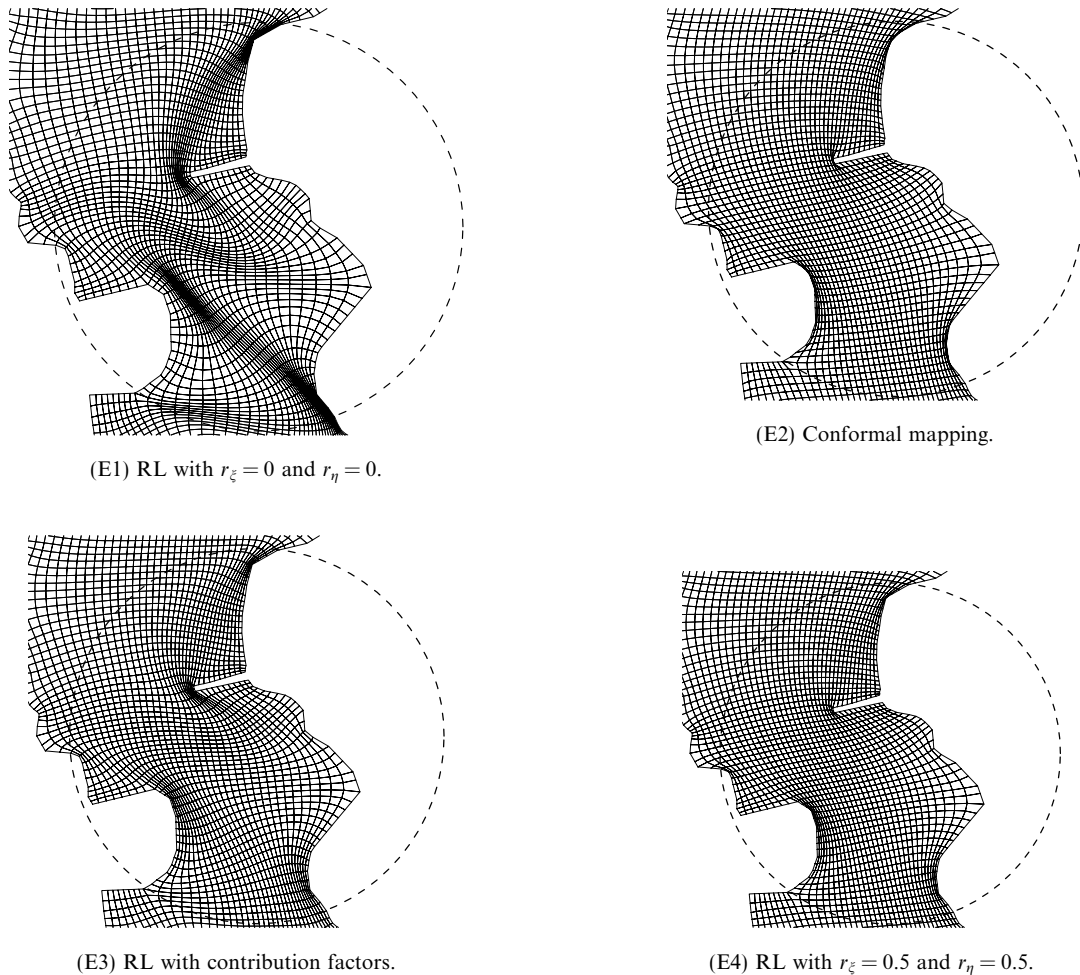 (E1) RL with r_ξ = 0 and r_η = 0.
(E2) Conformal mapping.
(E3) RL with contribution factors.
(E4) RL with r_ξ = 0.5 and r_η = 0.5.